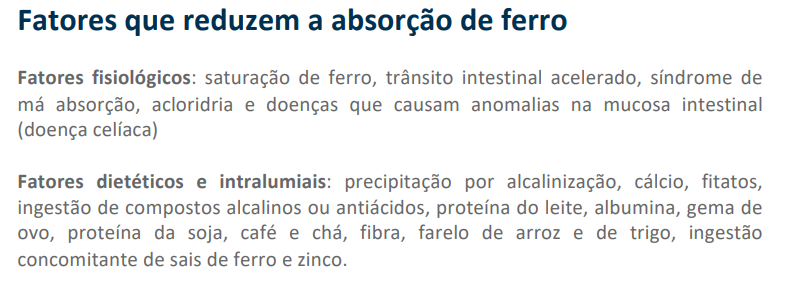 Fatores que reduzem a absorção de ferro
Fatores fisiológicos: saturação de ferro, trânsito intestinal acelerado, síndrome de
má absorção, acloridria e doenças que causam anomalias na mucosa intestinal
(doença celíaca)
Fatores dietéticos e intralumiais: precipitação por alcalinização, cálcio, fitatos,
ingestão de compostos alcalinos ou antiácidos, proteína do leite, albumina, gema de
ovo, proteína da soja, café e chá, fibra, farelo de arroz e de trigo, ingestão
concomitante de sais de ferro e zinco.